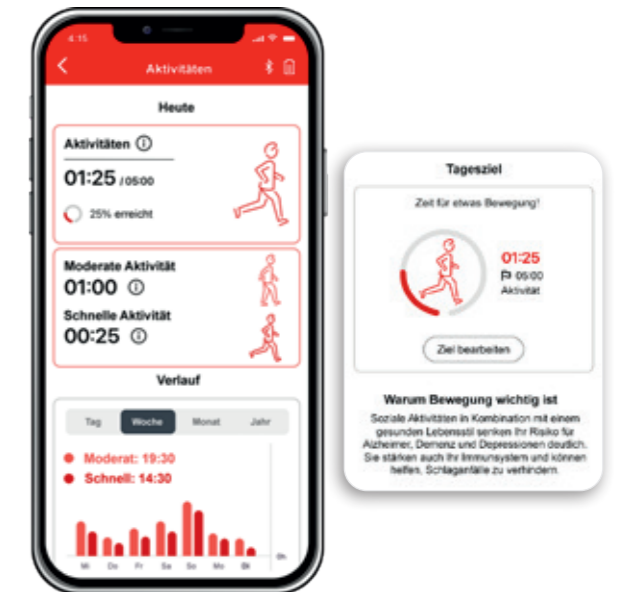 4:15
Aktivitäten
Heute
Aktivitäten
01:25 / 05:00
25% erreicht
Moderate Aktivität
01:00
Schnelle Aktivität
00:25
Verlauf
Tag Woche Monat Jahr
Moderat: 19:30
Schnell: 14:30
0h
Mi Do Fr Sa So Mo Di
Tagesziel
Zeit für etwas Bewegung!
01:25
05:00
Aktivität
Ziel bearbeiten
Warum Bewegung wichtig ist
Soziale Aktivitäten in Kombination mit einem
gesunden Lebensstil senken Ihr Risiko für
Alzheimer, Demenz und Depressionen deutlich.
Sie stärken auch Ihr Immunsystem und können
helfen, Schlaganfälle zu verhindern.